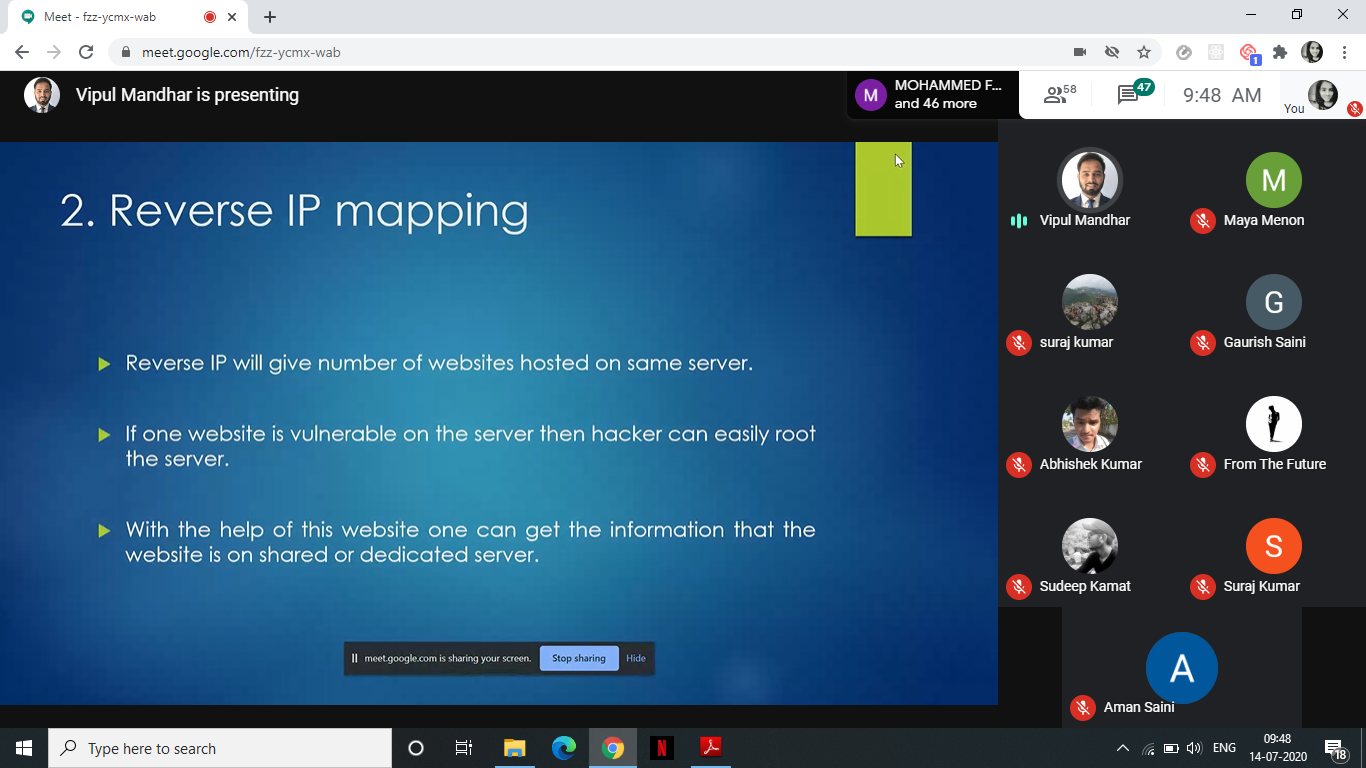 Meet - fzz-ycmx-wab
meet.google.com/fzz-ycmx-wab
1
Vipul Mandhar is presenting
M
MOHAMMED F...
and 46 more
58
47
9:48 AM
You
2. Reverse IP mapping
Reverse IP will give number of websites hosted on same server.
If one website is vulnerable on the server then hacker can easily root
the server.
With the help of this website one can get the information that the
website is on shared or dedicated server.
meet.google.com is sharing your screen.
Stop sharing
Hide
Vipul Mandhar
M
Maya Menon
suraj kumar
G
Gaurish Saini
Abhishek Kumar
From The Future
Sudeep Kamat
S
Suraj Kumar
A
Aman Saini
Type here to search
N
ENG
09:48
14-07-2020
18